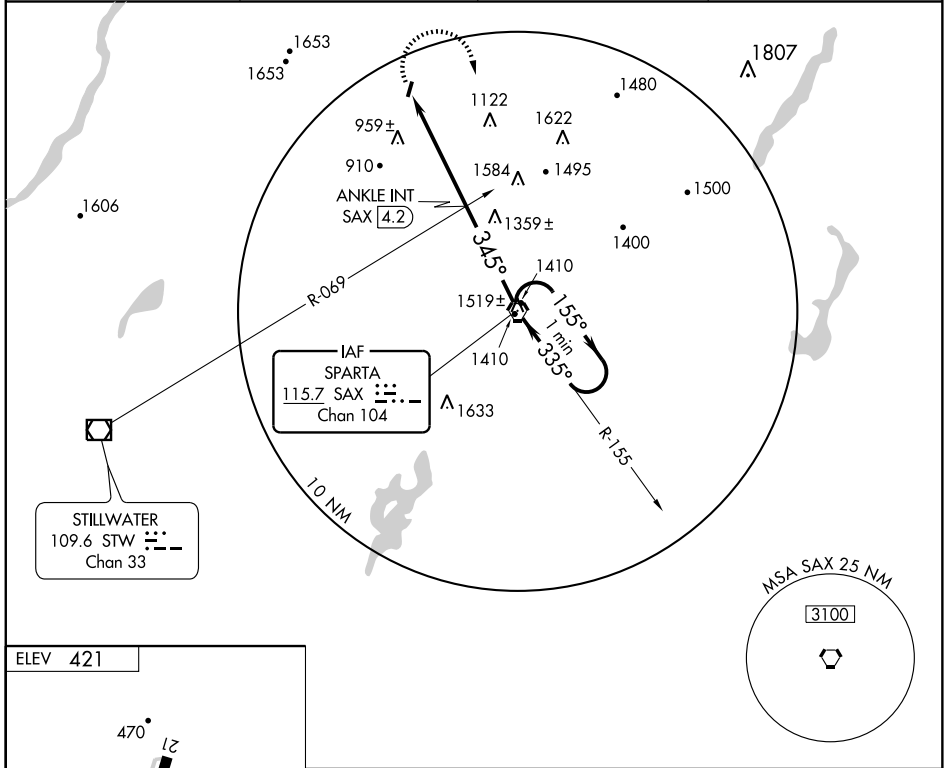 1653
1653
1807
1480
1122
1622
959±
910
1584
1495
ANKLE INT
SAX 4.2
1500
1606
1359±
1400
345°
1410
R-069
1519±
155°
1 min
335°
1410
IAF
SPARTA
115.7 SAX
Chan 104
1633
R-155
10 NM
STILLWATER
109.6 STW
Chan 33
MSA SAX 25 NM
3100
ELEV 421
470
21